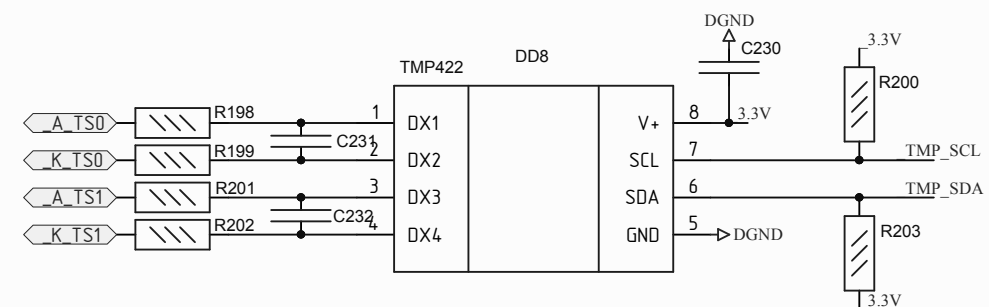 DGND
C230
3.3V
TMP422
DD8
R200
_A_TS0
R198
1
DX1
V+
8
3.3V
C231
_K_TS0
R199
2
DX2
SCL
7
TMP_SCL
_A_TS1
R201
3
DX3
SDA
6
TMP_SDA
C232
_K_TS1
R202
4
DX4
GND
5
DGND
R203
3.3V